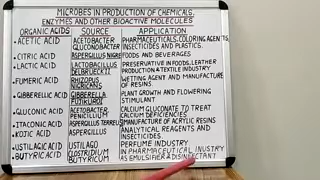 MICROBES IN PRODUCTION OF CHEMICALS,
ENZYMES AND OTHER BIOACTIVE MOLECULES
ORGANIC ACIDS SOURCE APPLICATION
• ACETIC ACID ACETOBACTER PHARMACEUTICALS, COLORING AGENTS,
GLUCONOBACTER INSECTICIDES AND PLASTICS.
• CITRIC ACID ASPERGILLUS NIGER FOODS AND BEVERAGES
• LACTIC ACID LACTOBACILLUS PRESERVATIVE IN FOODS, LEATHER
DELBRUECKII PRODUCTION & TEXTILE INDUSTRY
• FUMERIC ACID RHIZOPUS WETTING AGENT AND MANUFACTURE
NIGRICANS OF RESINS.
• GIBBERELLIC ACID GIBBERELLA PLANT GROWTH AND FLOWERING
FUJIKUROI STIMULANT
• GLUCONIC ACID ACETOBACTER CALCIUM GLUCONATE TO TREAT
PENICILLIUM CALCIUM DEFICIENCIES
• ITACONIC ACID ASPERGILLUS TERREUS MANUFACTURE OF ACRYLIC RESINS
• KOTIC ACID ASPERGILLUS ANALYTICAL REAGENTS AND
INSECTICIDES.
• USTILAGIC ACID USTILAGO PERFUME INDUSTRY
• BUTYRIC ACID CLOSTRIDIUM IN PHARMACEUTICAL INUSTRY
BUTYRICUM AS EMULSIFIER & DISINFACTANT